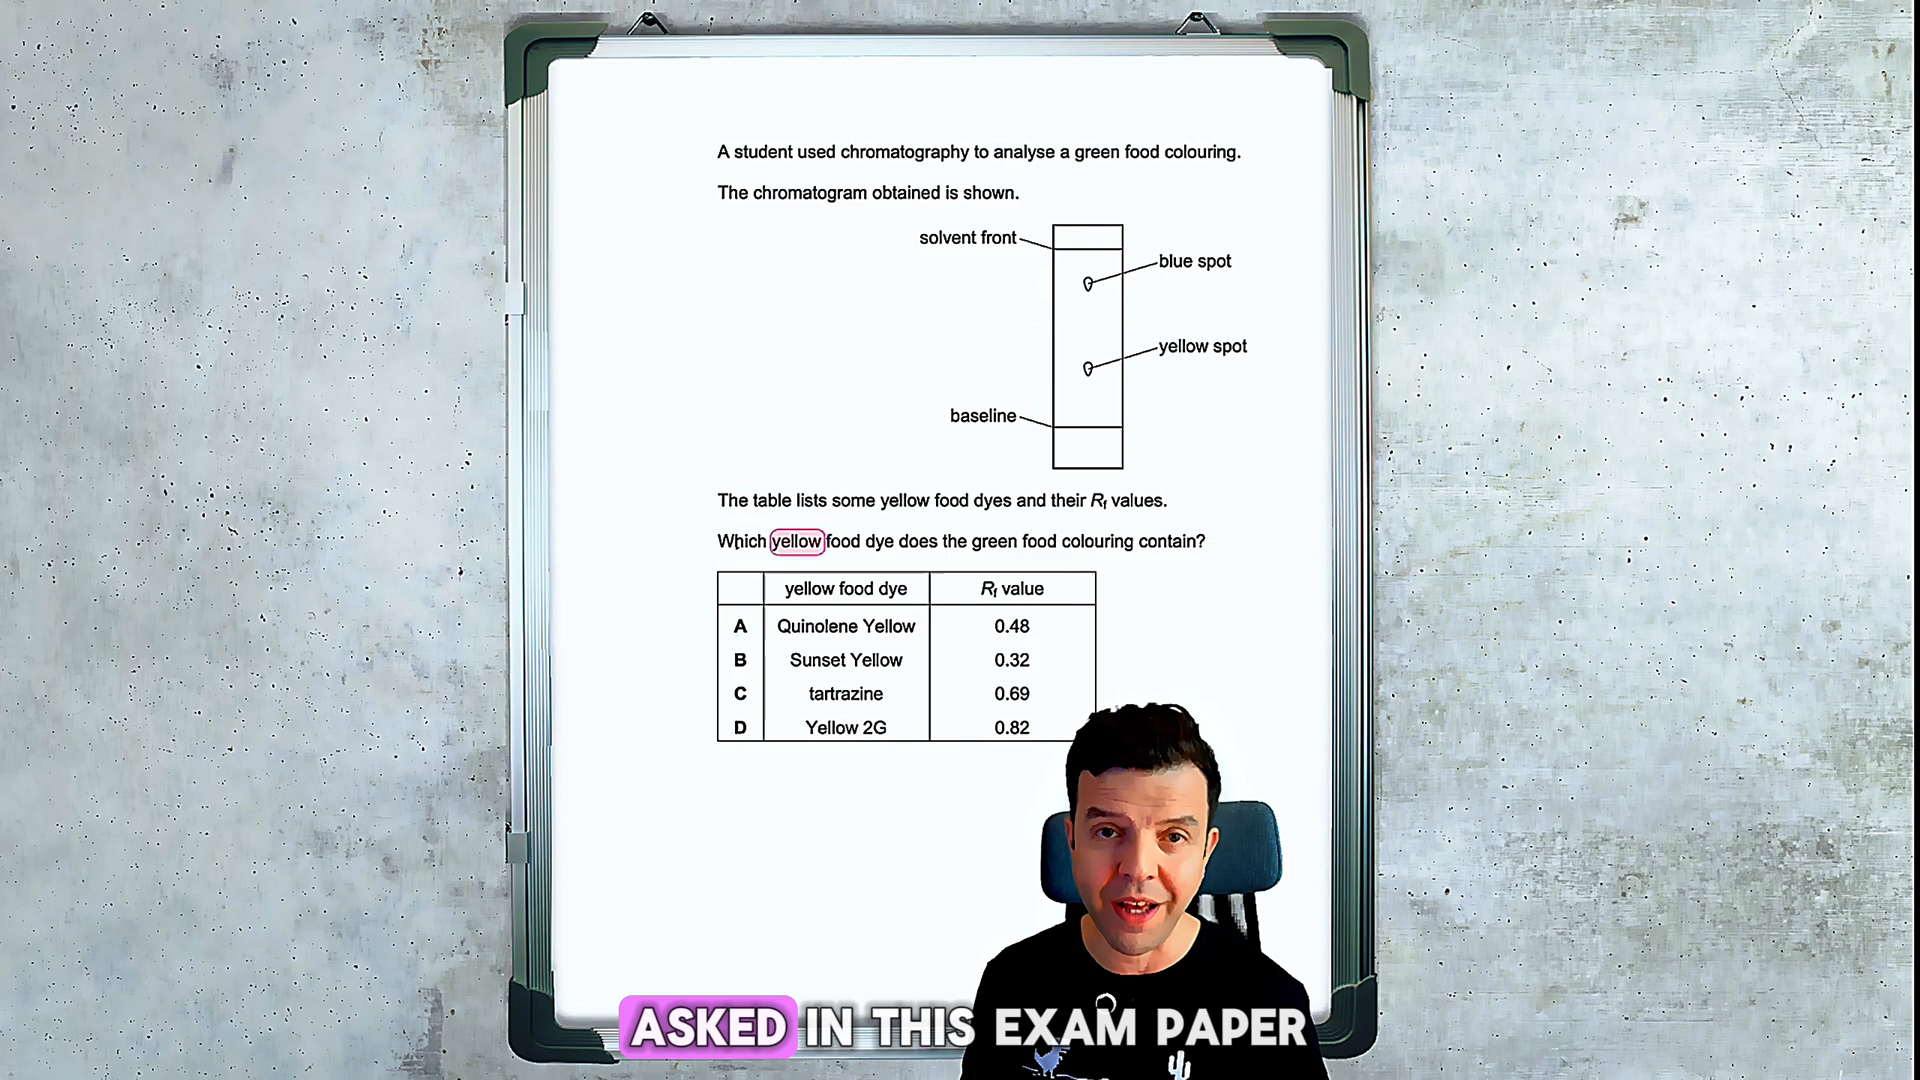 A student used chromatography to analyse a green food colouring.
The chromatogram obtained is shown.
solvent front
blue spot
yellow spot
baseline
The table lists some yellow food dyes and their Rf values.
Which yellow food dye does the green food colouring contain?
yellow food dye Rf value
A Quinolene Yellow 0.48
B Sunset Yellow 0.32
C tartrazine 0.69
D Yellow 2G 0.82
ASKED IN THIS EXAM PAPER